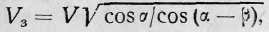 V₃ = V√cos α/cos (α — β),